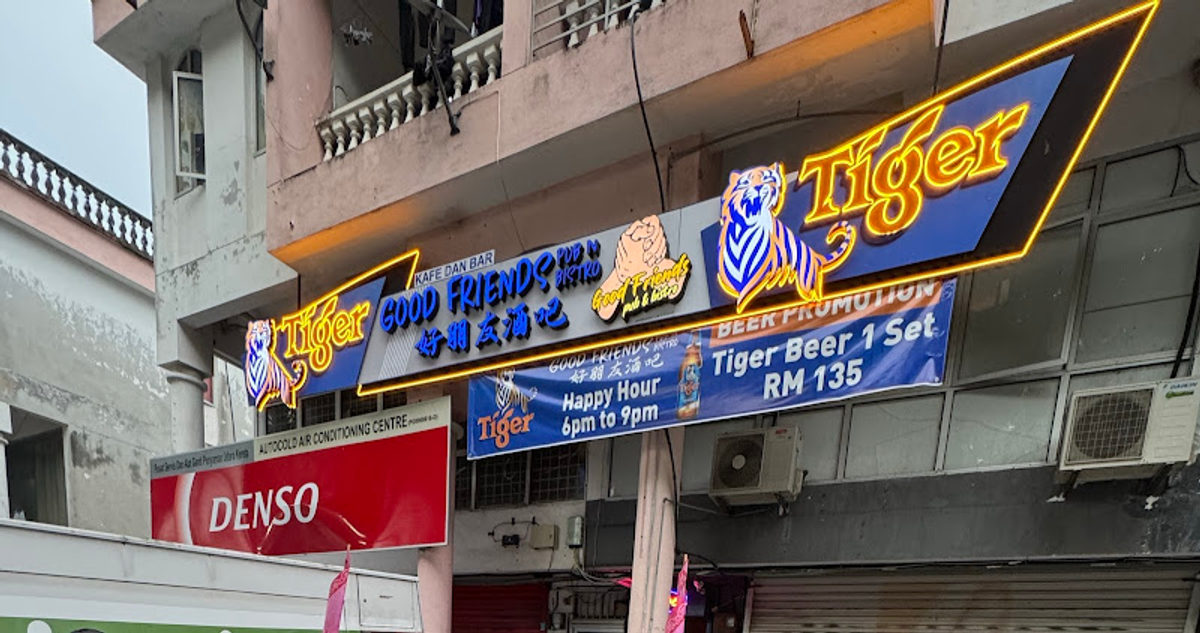 KAFE DAN BAR
Tiger
GOOD FRIENDS PUB N
BISTRO
好朋友酒吧
Good Friends
pub & bistro
Tiger
BEER PROMOTION
GOOD FRIENDS
BISTRO
好朋友酒吧
Happy Hour
6pm to 9pm
Tiger
Tiger Beer 1 Set
RM 135
AUTOCOLD AIR CONDITIONING CENTRE
DENSO